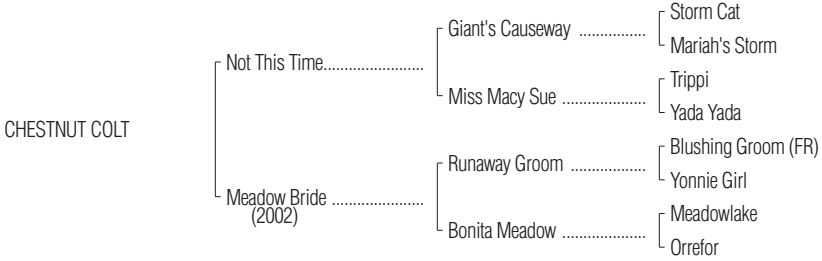 CHESTNUT COLT
Not This Time.......................
Meadow Bride ......................
(2002)
Giant's Causeway ................
Miss Macy Sue ....................
Runaway Groom ..................
Bonita Meadow ....................
Storm Cat
Mariah's Storm
Trippi
Yada Yada
Blushing Groom (FR)
Yonnie Girl
Meadowlake
Orrefor